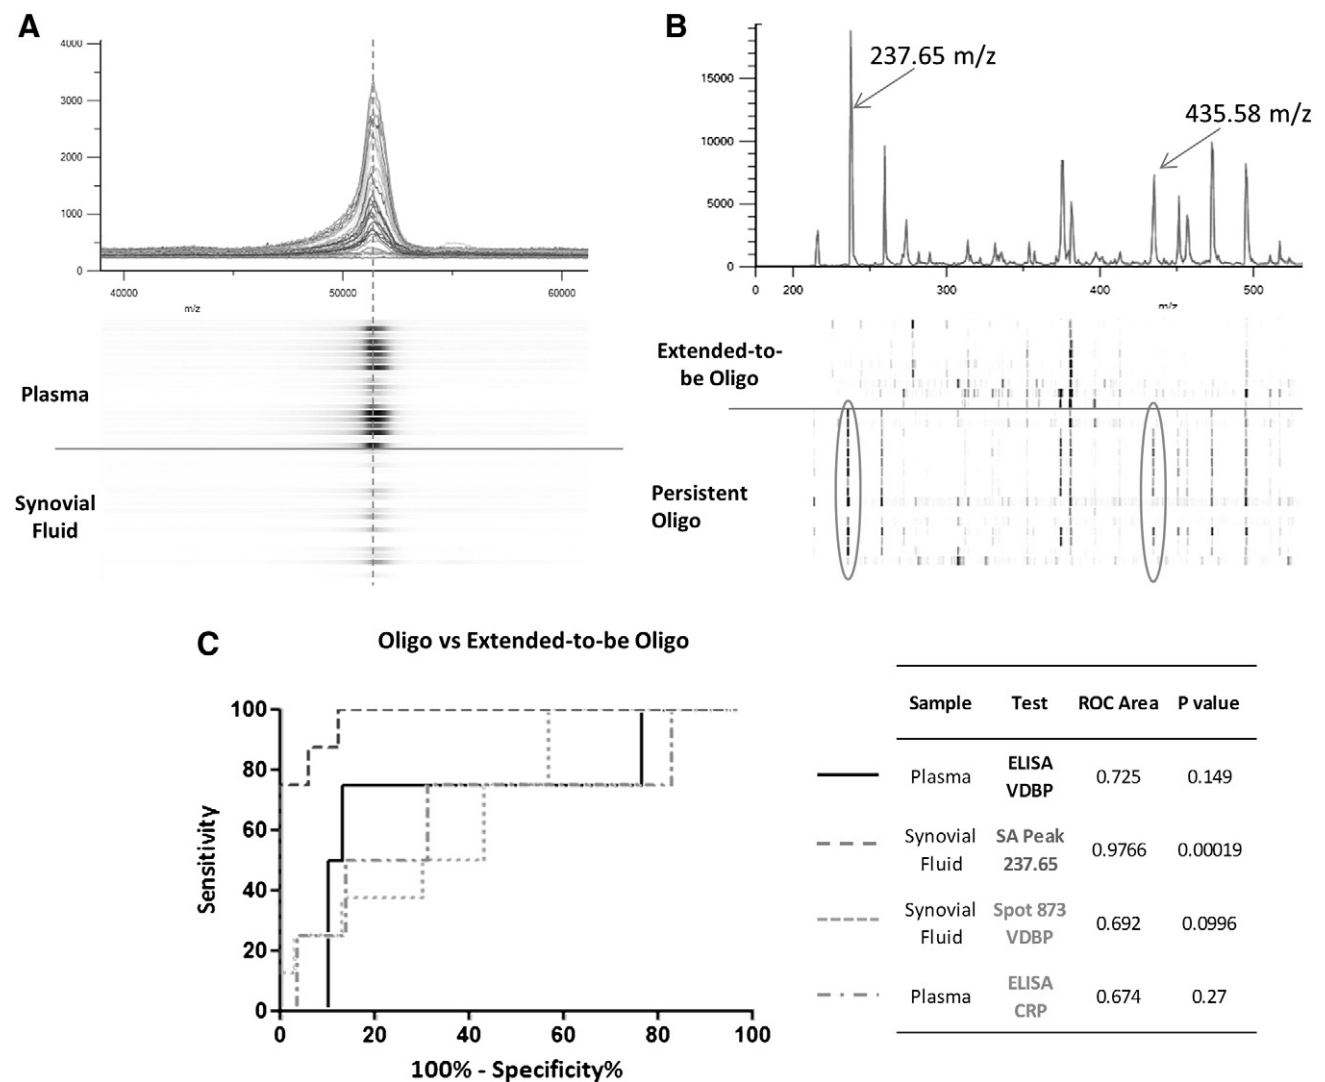 A
4000
3000
2000
1000
0
40000
50000
60000
m/z
Plasma
Synovial
Fluid
B
237.65 m/z
435.58 m/z
15000
10000
5000
0
0 200 300 400 500
Extended-to-
be Oligo
Persistent
Oligo
C
Oligo vs Extended-to-be Oligo
Sensitivity
100
80
60
40
20
0
0 20 40 60 80 100
100% - Specificity%
Sample Test ROC Area P value
Plasma ELISA VDBP 0.725 0.149
Synovial Fluid SA Peak 237.65 0.9766 0.00019
Synovial Fluid Spot 873 VDBP 0.692 0.0996
Plasma ELISA CRP 0.674 0.27